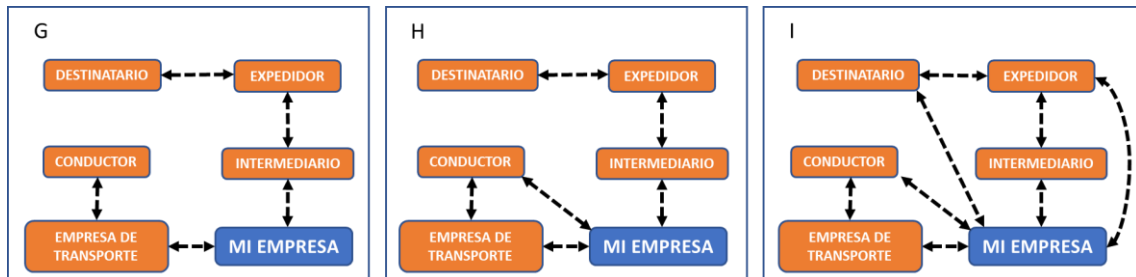 G
DESTINATARIO
EXPEDIDOR
CONDUCTOR
INTERMEDIARIO
EMPRESA DE
TRANSPORTE
MI EMPRESA
H
DESTINATARIO
EXPEDIDOR
CONDUCTOR
INTERMEDIARIO
EMPRESA DE
TRANSPORTE
MI EMPRESA
I
DESTINATARIO
EXPEDIDOR
CONDUCTOR
INTERMEDIARIO
EMPRESA DE
TRANSPORTE
MI EMPRESA